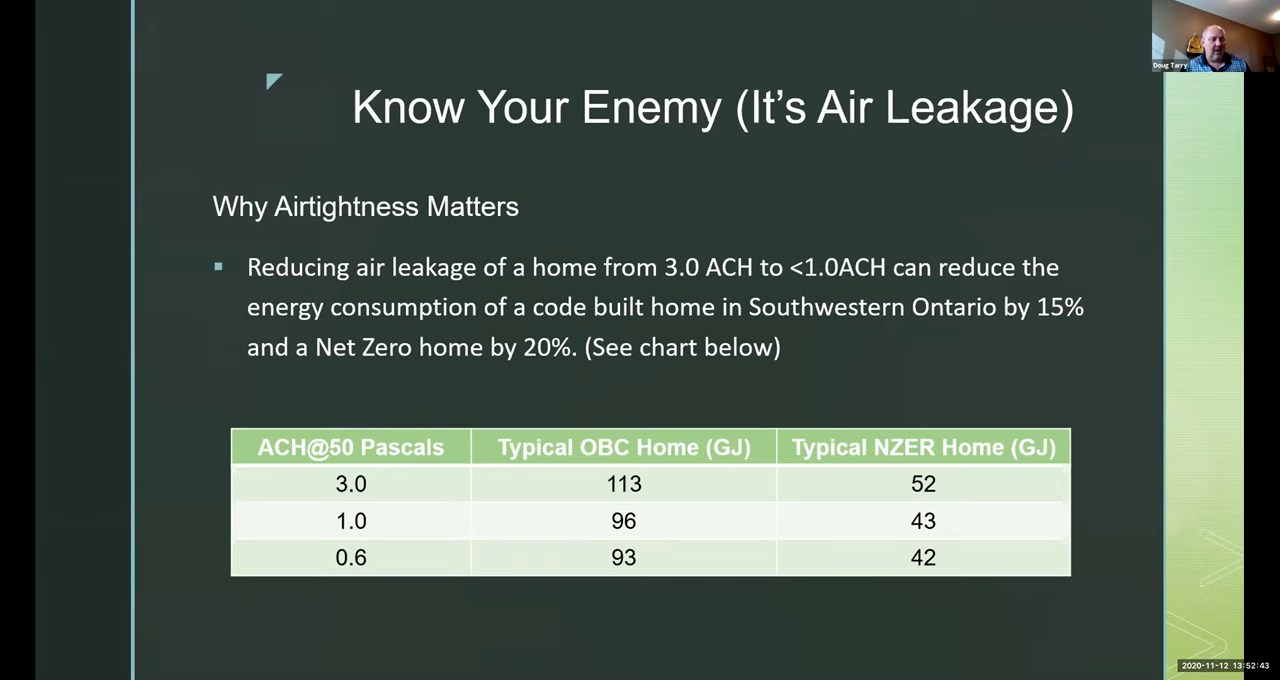 Doug Tarry
Know Your Enemy (It’s Air Leakage)
Why Airtightness Matters
▪ Reducing air leakage of a home from 3.0 ACH to <1.0ACH can reduce the
energy consumption of a code built home in Southwestern Ontario by 15%
and a Net Zero home by 20%. (See chart below)
ACH@50 Pascals Typical OBC Home (GJ) Typical NZER Home (GJ)
3.0 113 52
1.0 96 43
0.6 93 42
2020-11-12 13:52:43